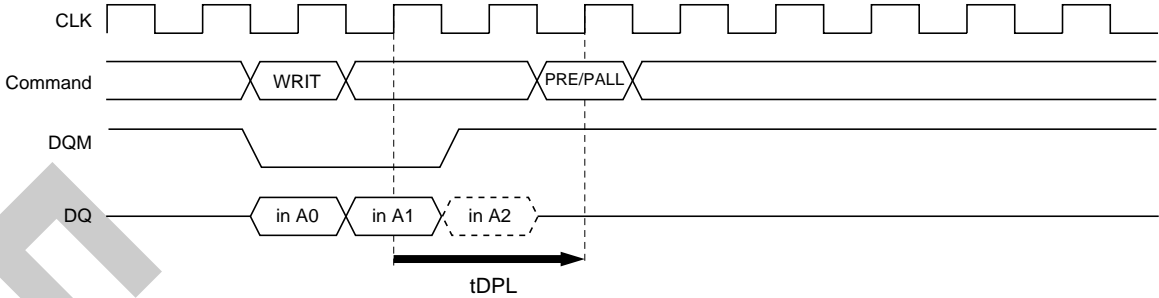 CLK
Command
WRIT
PRE/PALL
DQM
DQ
in A0
in A1
in A2
tDPL